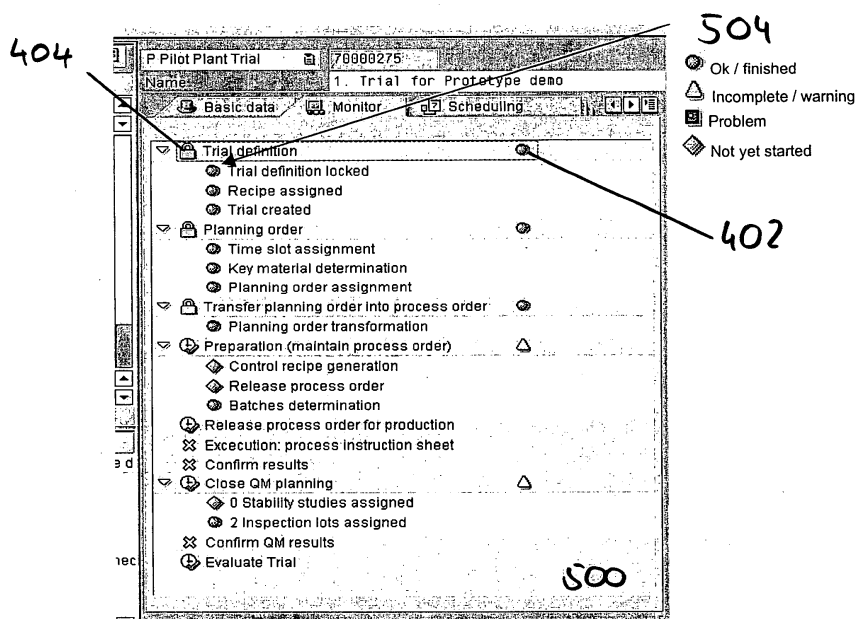 504
404
P Pilot Plant Trial 70000275
Ok / finished
Name 1. Trial for Prototype demo
Incomplete / warning
Basic data Monitor Scheduling
Problem
Not yet started
Trial definition
Trial definition locked
Recipe assigned
Trial created
402
Planning order
Time slot assignment
Key material determination
Planning order assignment
Transfer planning order into process order
Planning order transformation
Preparation (maintain process order)
Control recipe generation
Release process order
Batches determination
Release process order for production
Excecution: process instruction sheet
e d
Confirm results
Close QM planning
0 Stability studies assigned
2 Inspection lots assigned
Confirm QM results
nec
Evaluate Trial
500